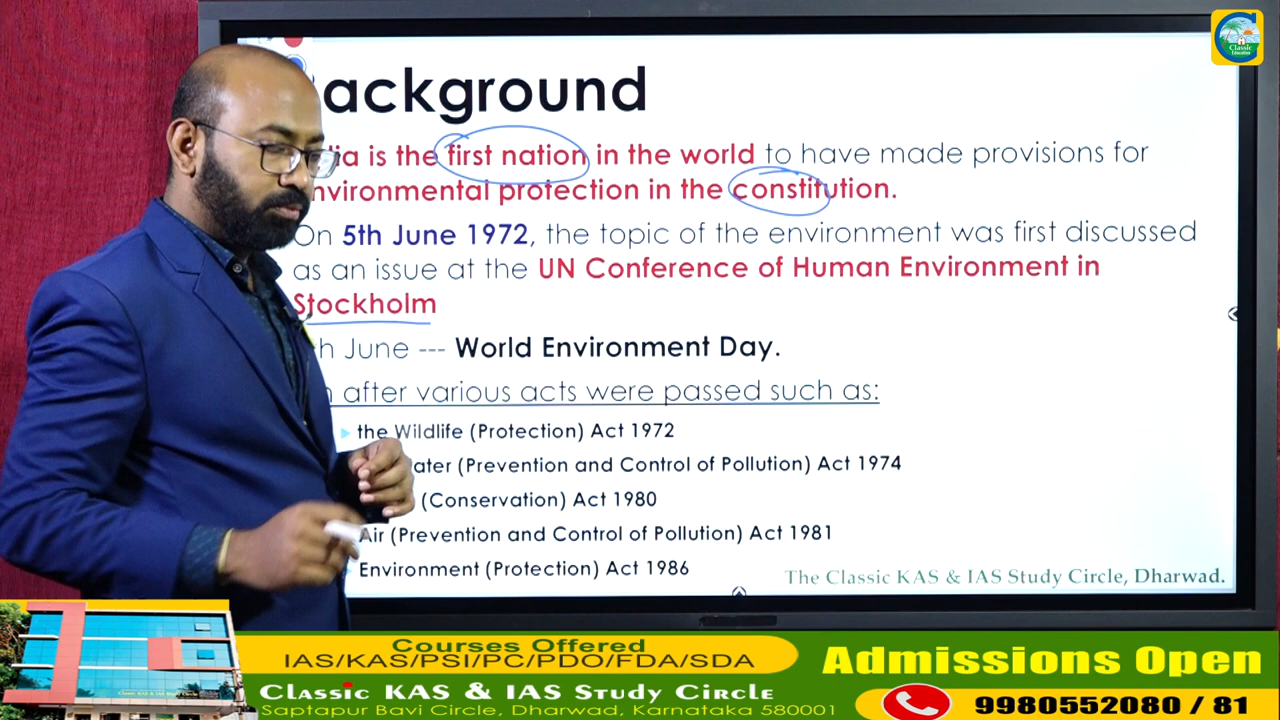 ackground
ia is the first nation in the world to have made provisions for
nvironmental protection in the constitution.
On 5th June 1972, the topic of the environment was first discussed
as an issue at the UN Conference of Human Environment in
Stockholm
h June --- World Environment Day.
after various acts were passed such as:
the Wildlife (Protection) Act 1972
ater (Prevention and Control of Pollution) Act 1974
(Conservation) Act 1980
Air (Prevention and Control of Pollution) Act 1981
Environment (Protection) Act 1986
The Classic KAS & IAS Study Circle, Dharwad.
Classic
Education
Courses Offered
IAS/KAS/PSI/PC/PDO/FDA/SDA
Classic KAS & IAS Study Circle
Saptapur Bavi Circle, Dharwad, Karnataka 580001
Admissions Open
9980552080 / 81